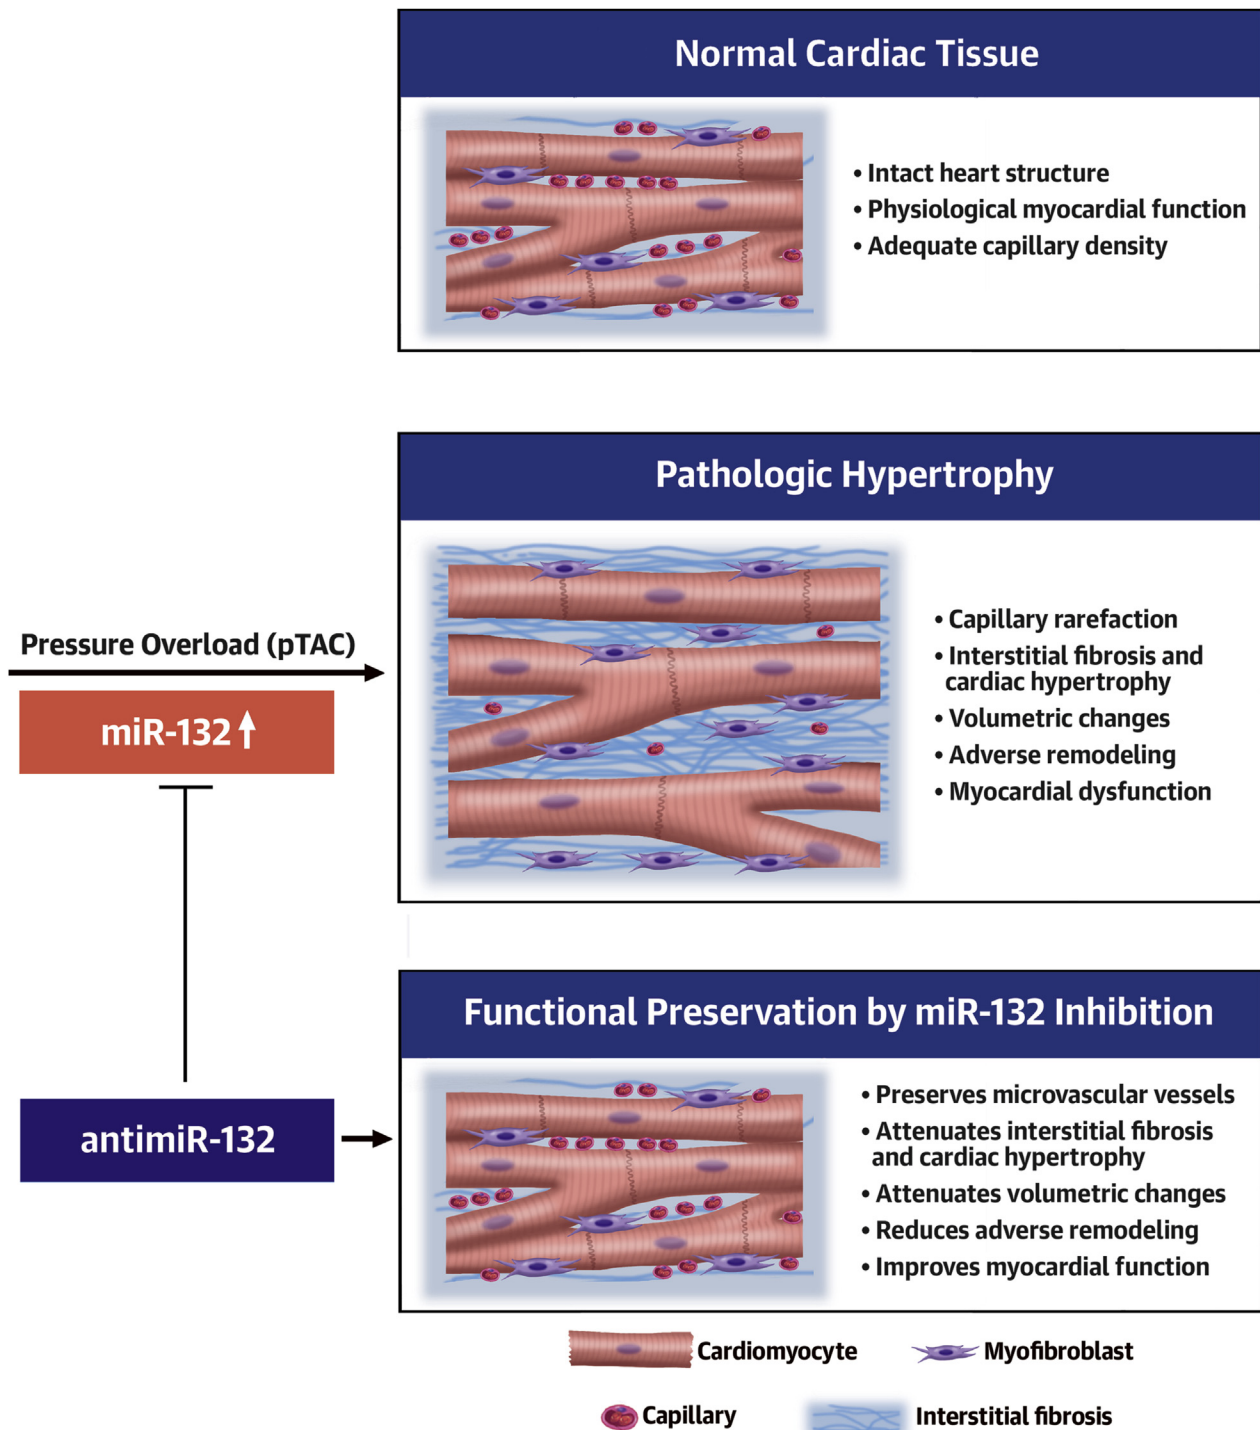 Normal Cardiac Tissue
• Intact heart structure
• Physiological myocardial function
• Adequate capillary density
Pathologic Hypertrophy
Pressure Overload (pTAC)
miR-132
• Capillary rarefaction
• Interstitial fibrosis and
cardiac hypertrophy
• Volumetric changes
• Adverse remodeling
• Myocardial dysfunction
Functional Preservation by miR-132 Inhibition
antimiR-132
• Preserves microvascular vessels
• Attenuates interstitial fibrosis
and cardiac hypertrophy
• Attenuates volumetric changes
• Reduces adverse remodeling
• Improves myocardial function
Cardiomyocyte
Myofibroblast
Capillary
Interstitial fibrosis